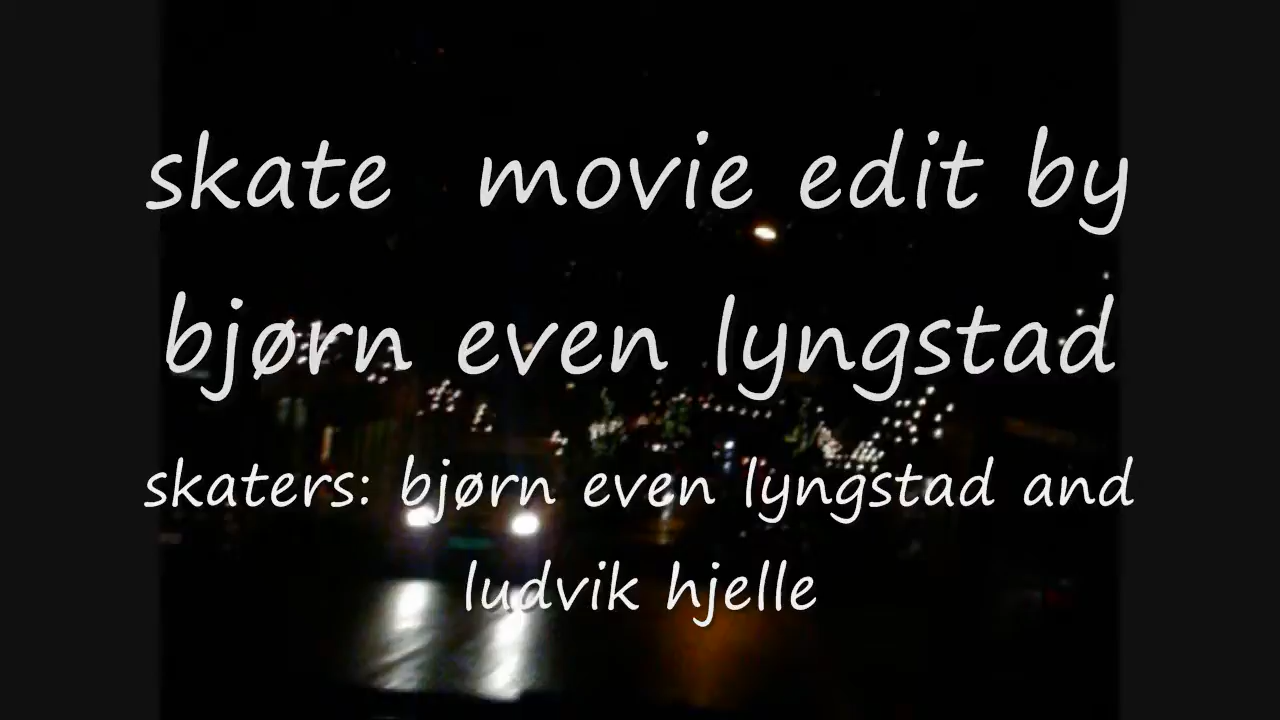 skate movie edit by
bjørn even lyngstad
skaters: bjørn even lyngstad and
ludvik hjelle